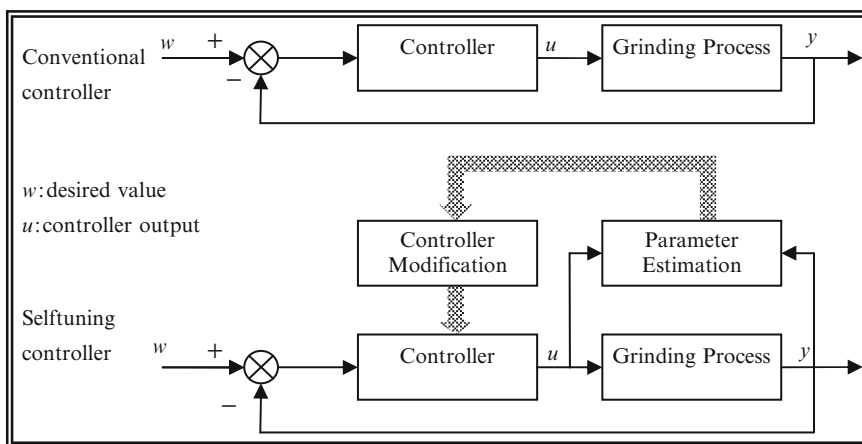 Conventional
controller
w
+
−
Controller
u
Grinding Process
y
w:desired value
u:controller output
Controller
Modification
Parameter
Estimation
Selftuning
controller
w
+
−
Controller
u
Grinding Process
y